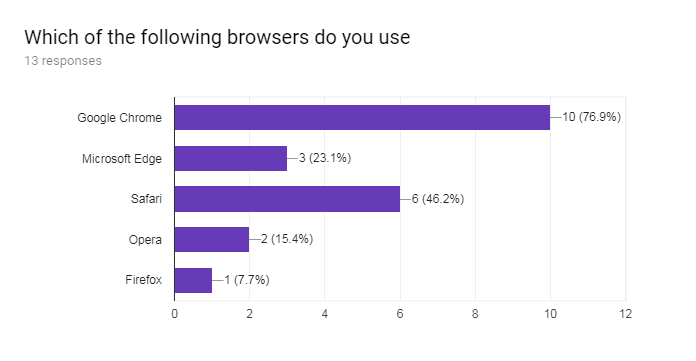 Which of the following browsers do you use
13 responses
Google Chrome 10 (76.9%)
Microsoft Edge 3 (23.1%)
Safari 6 (46.2%)
Opera 2 (15.4%)
Firefox 1 (7.7%)
0 2 4 6 8 10 12